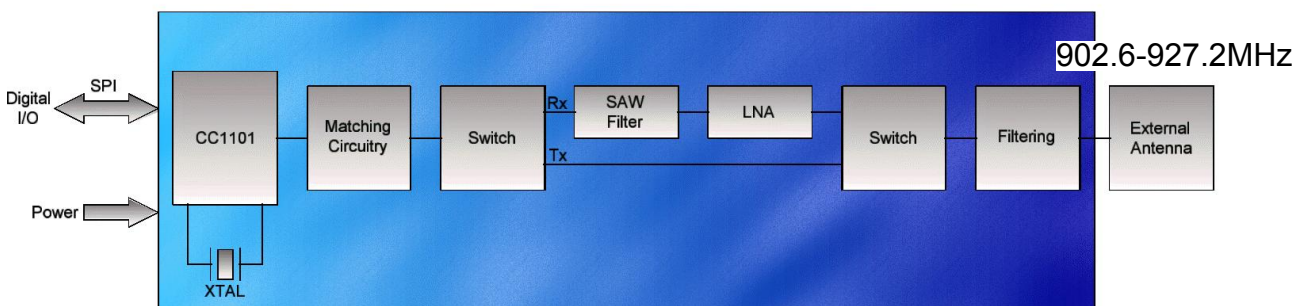 902.6-927.2MHz
SPI
Digital
I/O
CC1101
Matching
Circuitry
Switch
Rx
SAW
Filter
LNA
Tx
Switch
Filtering
External
Antenna
Power
XTAL